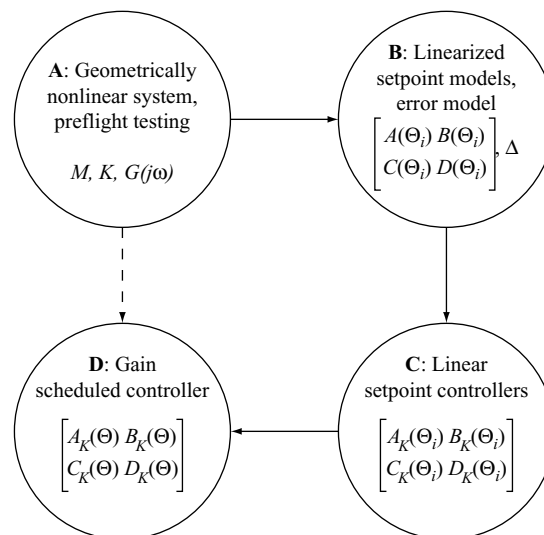 A: Geometrically
nonlinear system,
preflight testing
M, K, G(jω)
B: Linearized
setpoint models,
error model
[A(Θi) B(Θi)
C(Θi) D(Θi)], Δ
D: Gain
scheduled controller
[AK(Θ) BK(Θ)
CK(Θ) DK(Θ)]
C: Linear
setpoint controllers
[AK(Θi) BK(Θi)
CK(Θi) DK(Θi)]